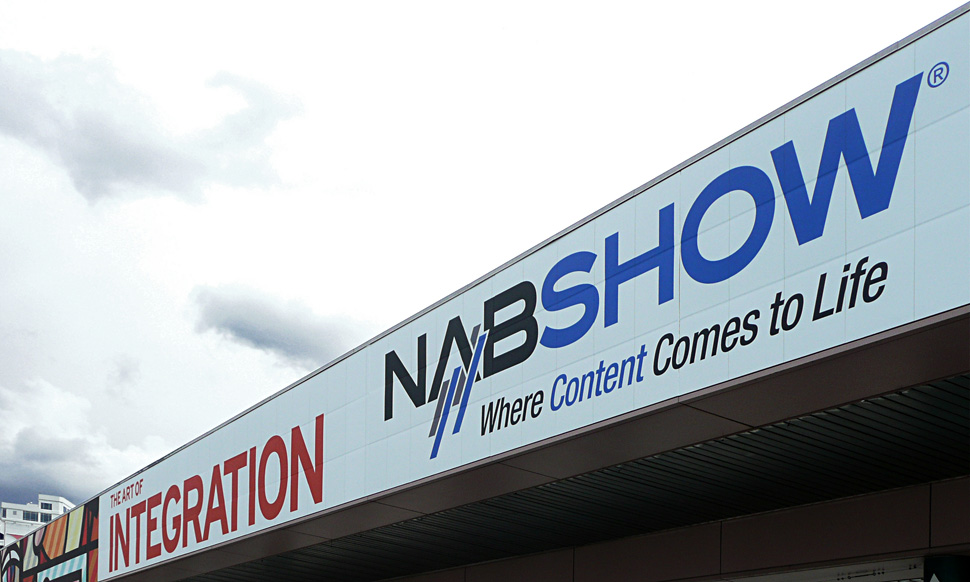 THE ART OF
INTEGRATION
NABSHOW®
Where Content Comes to Life